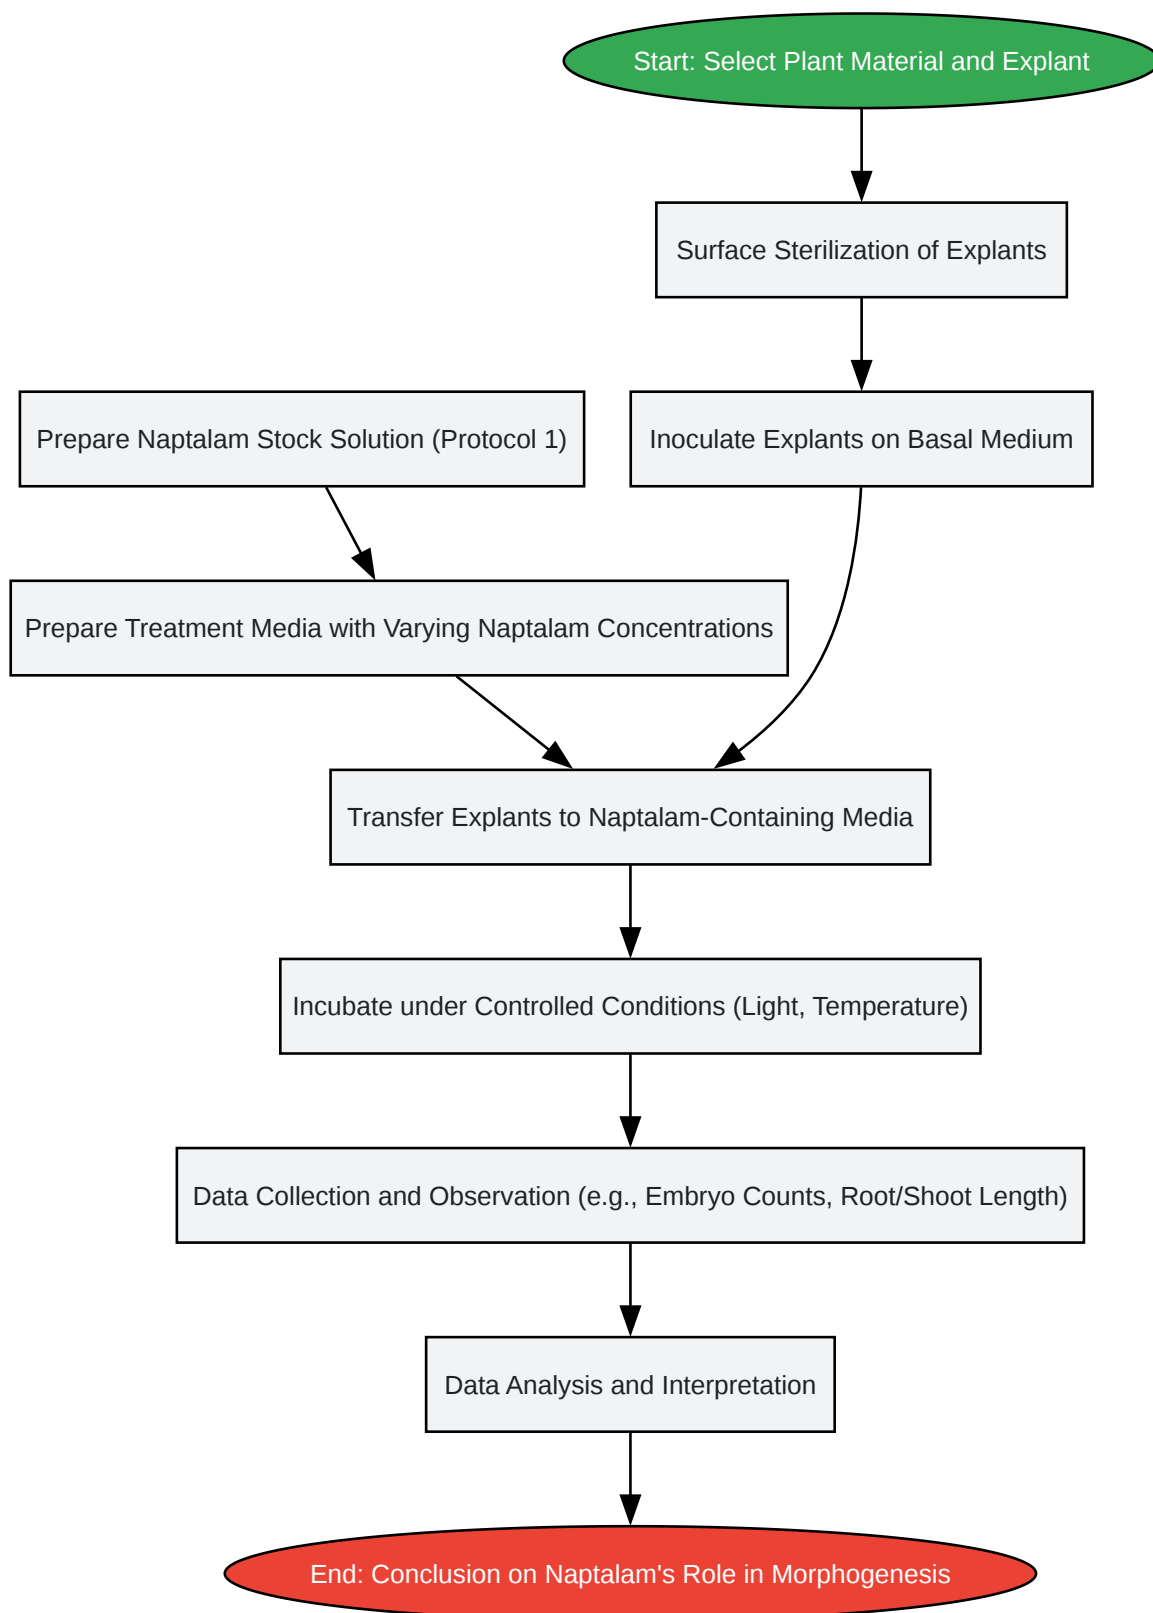 Start: Select Plant Material and Explant
Surface Sterilization of Explants
Prepare Naptalam Stock Solution (Protocol 1)
Inoculate Explants on Basal Medium
Prepare Treatment Media with Varying Naptalam Concentrations
Transfer Explants to Naptalam-Containing Media
Incubate under Controlled Conditions (Light, Temperature)
Data Collection and Observation (e.g., Embryo Counts, Root/Shoot Length)
Data Analysis and Interpretation
End: Conclusion on Naptalam's Role in Morphogenesis